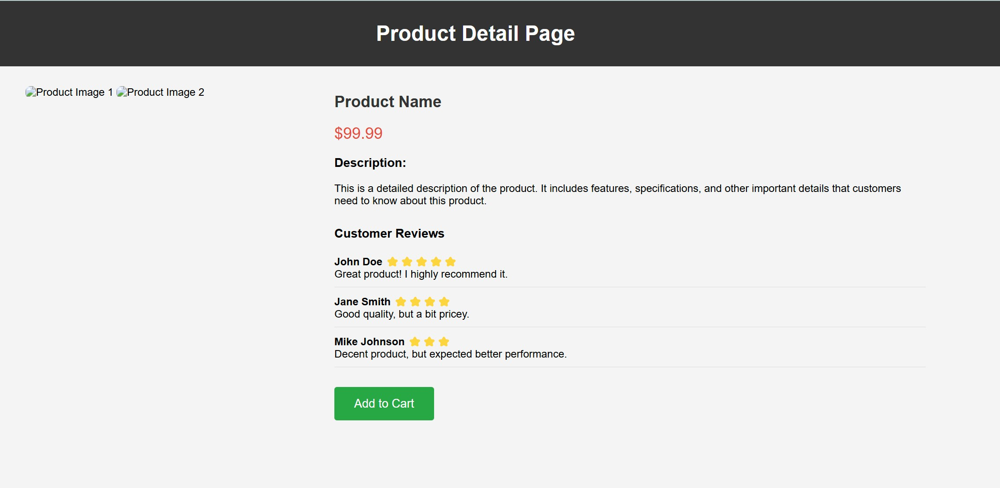 Product Detail Page
Product Image 1 Product Image 2
Product Name
$99.99
Description:
This is a detailed description of the product. It includes features, specifications, and other important details that customers
need to know about this product.
Customer Reviews
John Doe
Great product! I highly recommend it.
Jane Smith
Good quality, but a bit pricey.
Mike Johnson
Decent product, but expected better performance.
Add to Cart